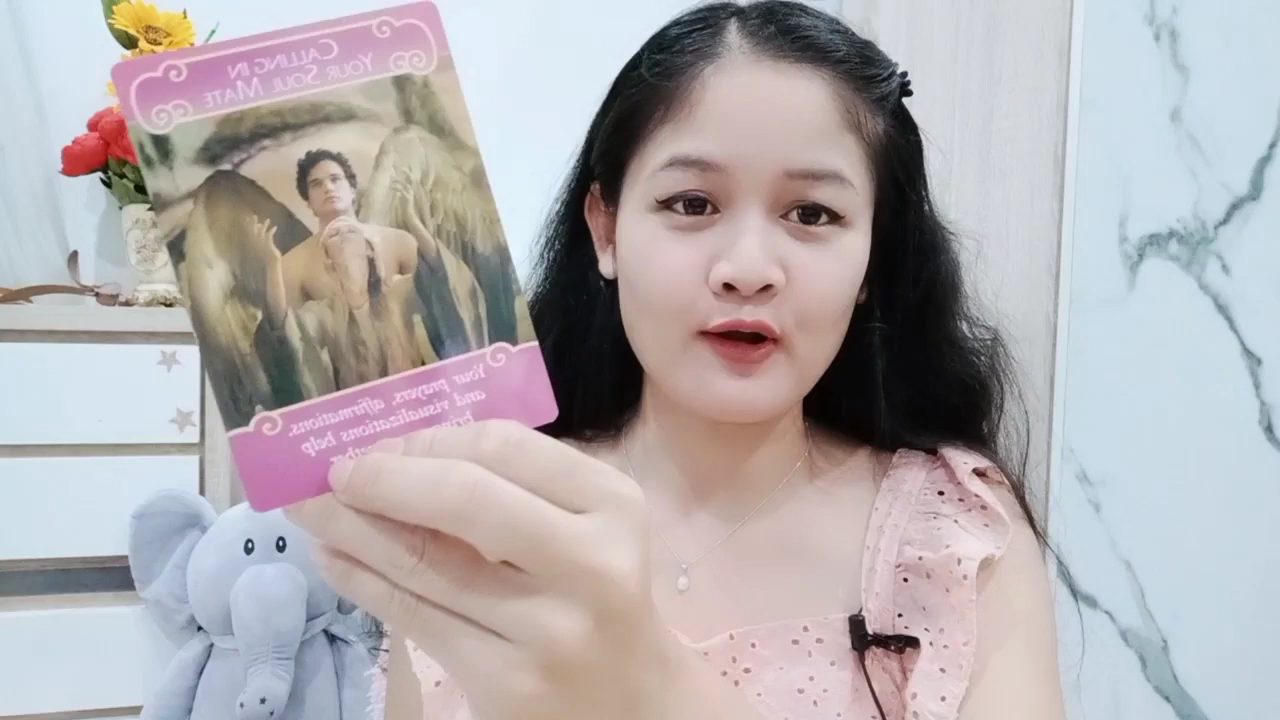 CALLING IN
YOUR SOUL MATE
Your prayers, affirmations,
and visualizations help